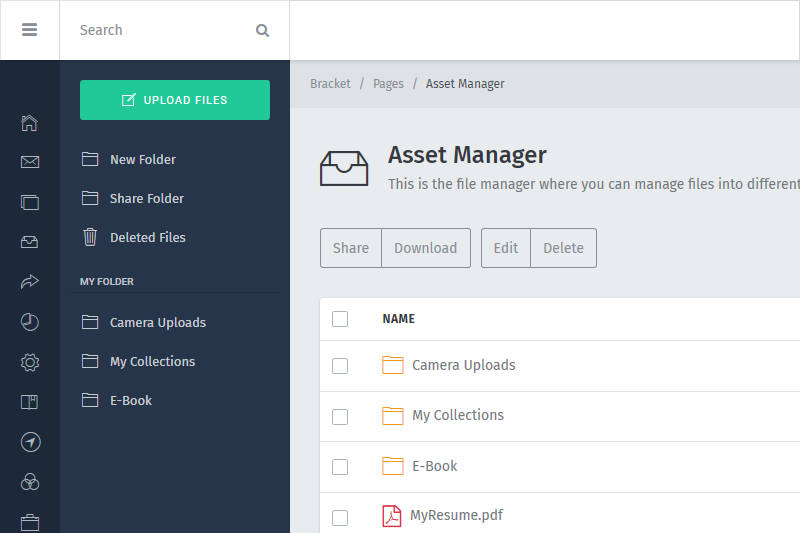 Search
UPLOAD FILES
New Folder
Share Folder
Deleted Files
MY FOLDER
Camera Uploads
My Collections
E-Book
Bracket / Pages / Asset Manager
Asset Manager
This is the file manager where you can manage files into different
Share Download Edit Delete
NAME
Camera Uploads
My Collections
E-Book
MyResume.pdf